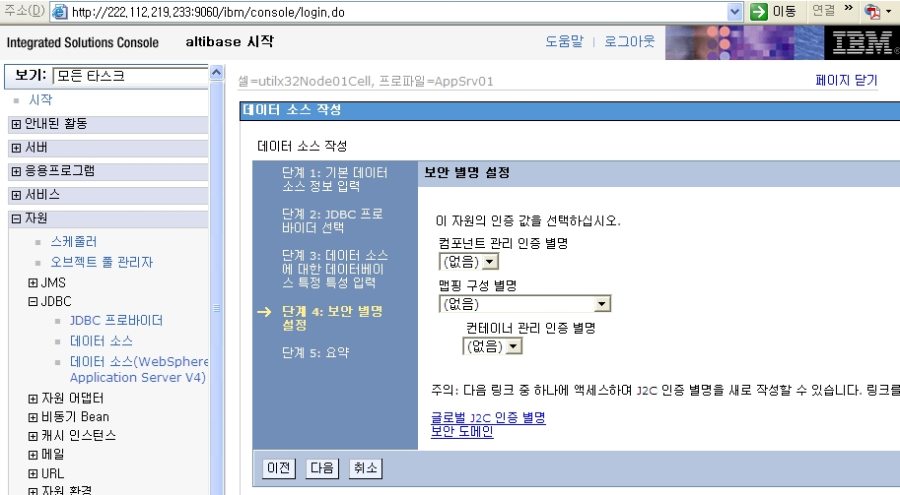 주소(D) http://222,112,219,233:9060/ibm/console/login,do 이동 연결 »
Integrated Solutions Console altibase 시작 도움말 | 로그아웃 IBM.
보기: 모든 타스크
셀=utilx32Node01Cell, 프로파일=AppSrv01 페이지 닫기
시작
안내된 활동
서버
응용프로그램
서비스
자원
스케줄러
오브젝트 풀 관리자
JMS
JDBC
JDBC 프로바이더
데이터 소스
데이터 소스(WebSphere
Application Server V4)
자원 어댑터
비동기 Bean
캐시 인스턴스
메일
URL
자원 환경
데이터 소스 작성
데이터 소스 작성
단계 1: 기본 데이터
소스 정보 입력
단계 2: JDBC 프로
바이더 선택
단계 3: 데이터 소스
에 대한 데이터베이
스 특정 특성 입력
단계 4: 보안 별명
설정
단계 5: 요약
보안 별명 설정
이 자원의 인증 값을 선택하십시오.
컴포넌트 관리 인증 별명
(없음)
맵핑 구성 별명
(없음)
컨테이너 관리 인증 별명
(없음)
주의: 다음 링크 중 하나에 액세스하여 J2C 인증 별명을 새로 작성할 수 있습니다. 링크를
글로벌 J2C 인증 별명
보안 도메인
이전 다음 취소